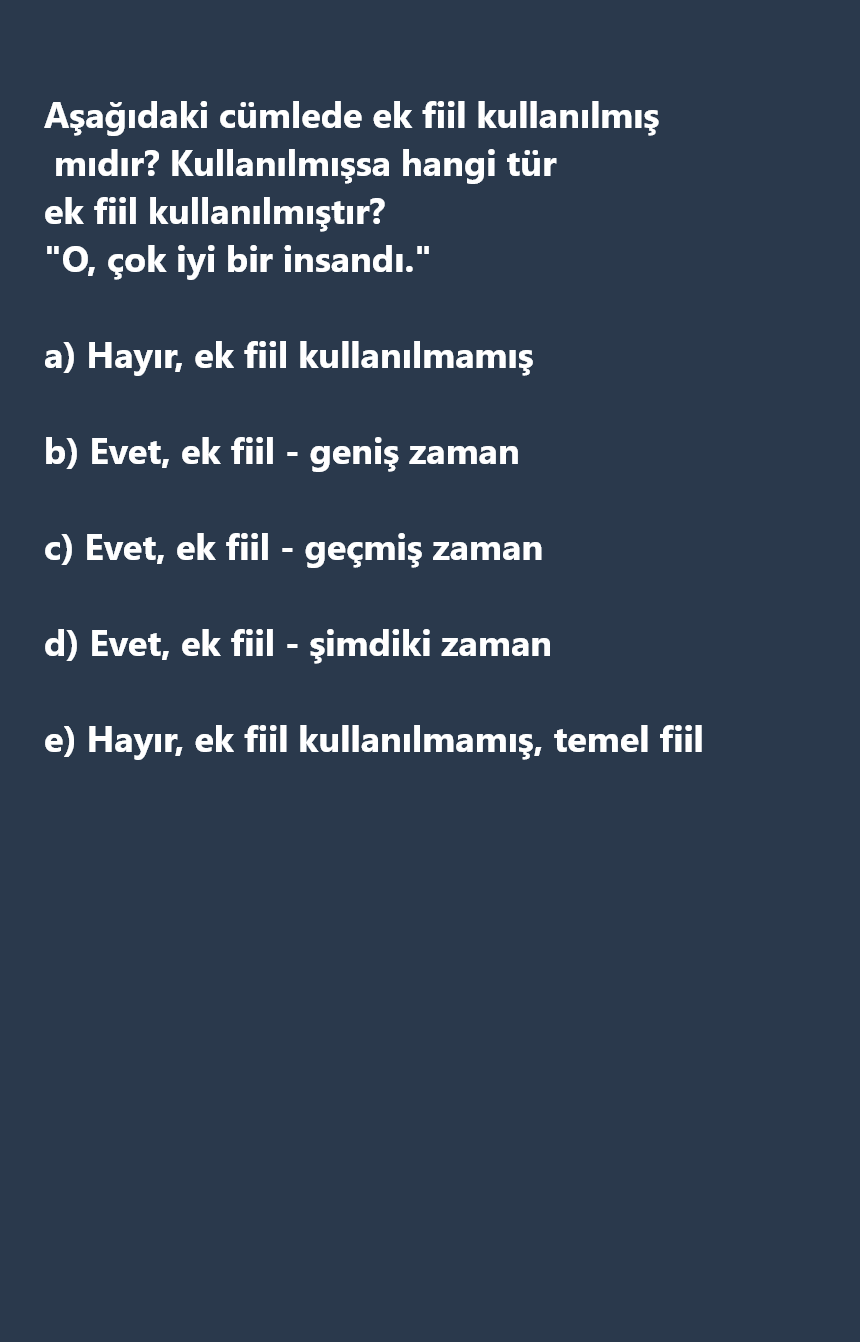 Aşağıdaki cümlede ek fiil kullanılmış
mıdır? Kullanılmışsa hangi tür
ek fiil kullanılmıştır?
"O, çok iyi bir insandı."
a) Hayır, ek fiil kullanılmamış
b) Evet, ek fiil - geniş zaman
c) Evet, ek fiil - geçmiş zaman
d) Evet, ek fiil - şimdiki zaman
e) Hayır, ek fiil kullanılmamış, temel fiil